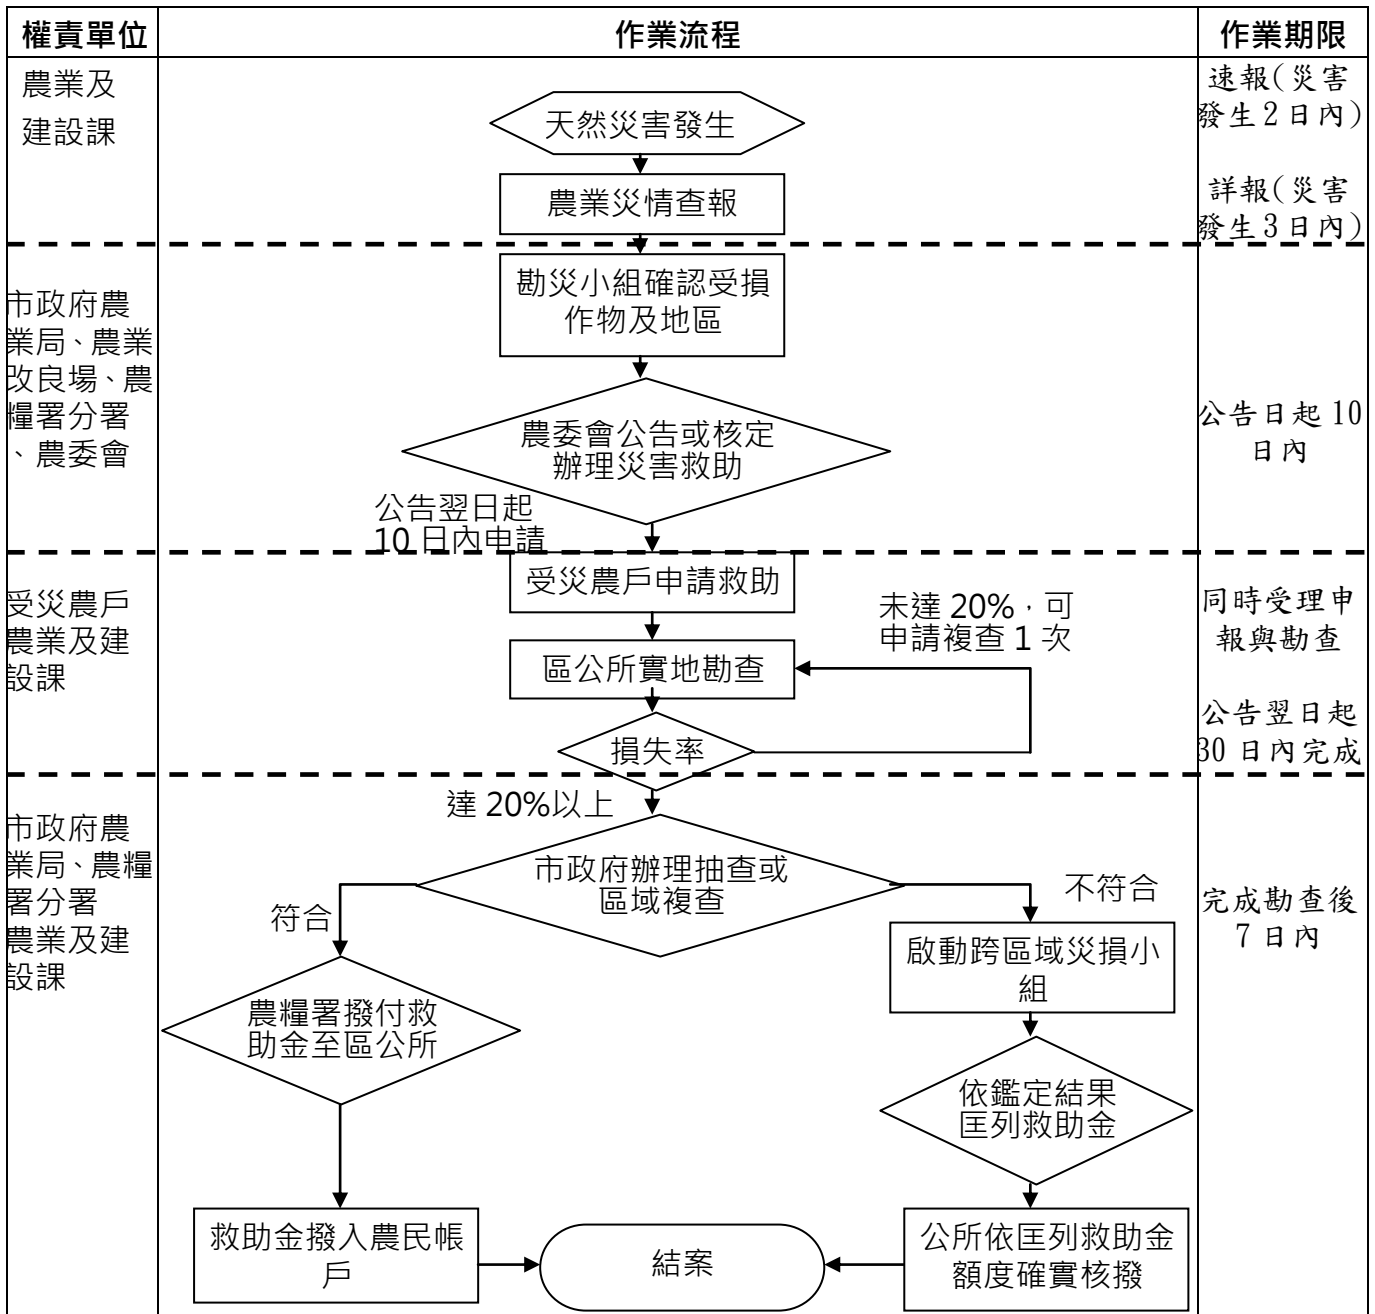 權責單位
作業流程
作業期限
農業及
建設課
天然災害發生
農業災情查報
速報(災害
發生2日內)
詳報(災害
發生3日內)
市政府農
業局、農業
改良場、農
糧署分署
、農委會
勘災小組確認受損
作物及地區
農委會公告或核定
辦理災害救助
公告翌日起
10 日內申請
公告日起 10
日內
受災農戶
農業及建
設課
受災農戶申請救助
未達 20%，可
申請複查 1 次
區公所實地勘查
損失率
同時受理申
報與勘查
公告翌日起
30 日內完成
市政府農
業局、農糧
署分署
農業及建
設課
達 20%以上
市政府辦理抽查或
區域複查
符合
不符合
農糧署撥付救
助金至區公所
啟動跨區域災損小
組
依鑑定結果
匡列救助金
救助金撥入農民帳
戶
結案
公所依匡列救助金
額度確實核撥
完成勘查後
7 日內